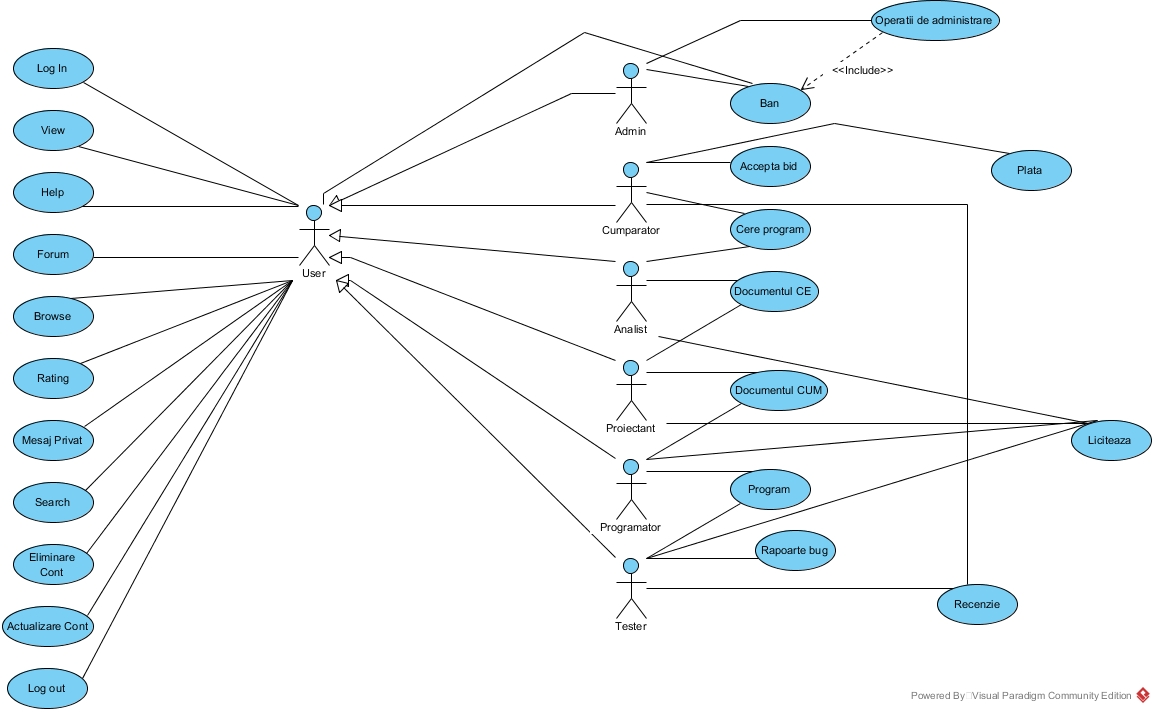 Operatii de administrare
Log In
<<Include>>
Ban
View
Admin
Accepta bid
Plata
Help
Cumparator
Cere program
Forum
User
Documentul CE
Browse
Analist
Rating
Documentul CUM
Proiectant
Mesaj Privat
Liciteaza
Program
Search
Programator
Rapoarte bug
Eliminare
Cont
Recenzie
Actualizare Cont
Tester
Log out
Powered By Visual Paradigm Community Edition